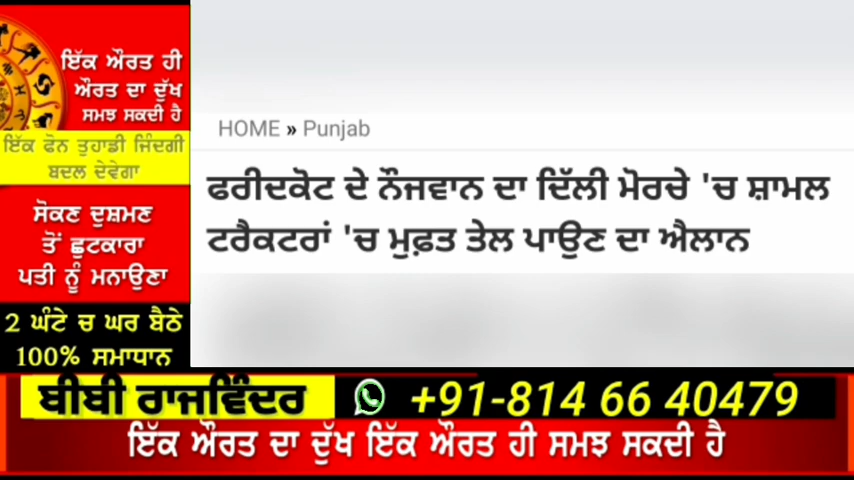 ਇੱਕ ਔਰਤ ਹੀ
ਔਰਤ ਦਾ ਦੁੱਖ
ਸਮਝ ਸਕਦੀ ਹੈ
ਇੱਕ ਫੋਨ ਤੁਹਾਡੀ ਜਿੰਦਗੀ
ਬਦਲ ਦੇਵੇਗਾ
ਸੋਕਣ ਦੁਸ਼ਮਣ
ਤੋਂ ਛੁਟਕਾਰਾ
ਪਤੀ ਨੂੰ ਮਨਾਉਣਾ
2 ਘੰਟੇ ਚ ਘਰ ਬੈਠੇ
100% ਸਮਾਧਾਨ
HOME » Punjab
ਫਰੀਦਕੋਟ ਦੇ ਨੌਜਵਾਨ ਦਾ ਦਿੱਲੀ ਮੋਰਚੇ 'ਚ ਸ਼ਾਮਲ
ਟਰੈਕਟਰਾਂ 'ਚ ਮੁਫ਼ਤ ਤੇਲ ਪਾਉਣ ਦਾ ਐਲਾਨ
ਬੀਬੀ ਰਾਜਵਿੰਦਰ +91-814 66 40479
ਇੱਕ ਔਰਤ ਦਾ ਦੁੱਖ ਇੱਕ ਔਰਤ ਹੀ ਸਮਝ ਸਕਦੀ ਹੈ